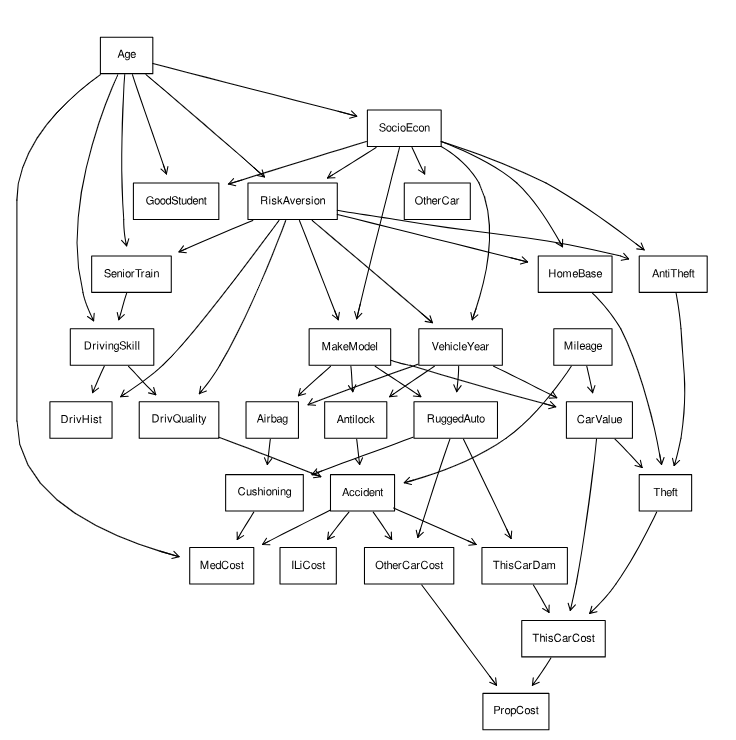 Age
SocioEcon
GoodStudent
RiskAversion
OtherCar
SeniorTrain
HomeBase
AntiTheft
DrivingSkill
MakeModel
VehicleYear
Mileage
DrivHist
DrivQuality
Airbag
Antilock
RuggedAuto
CarValue
Cushioning
Accident
Theft
MedCost
ILiCost
OtherCarCost
ThisCarDam
ThisCarCost
PropCost